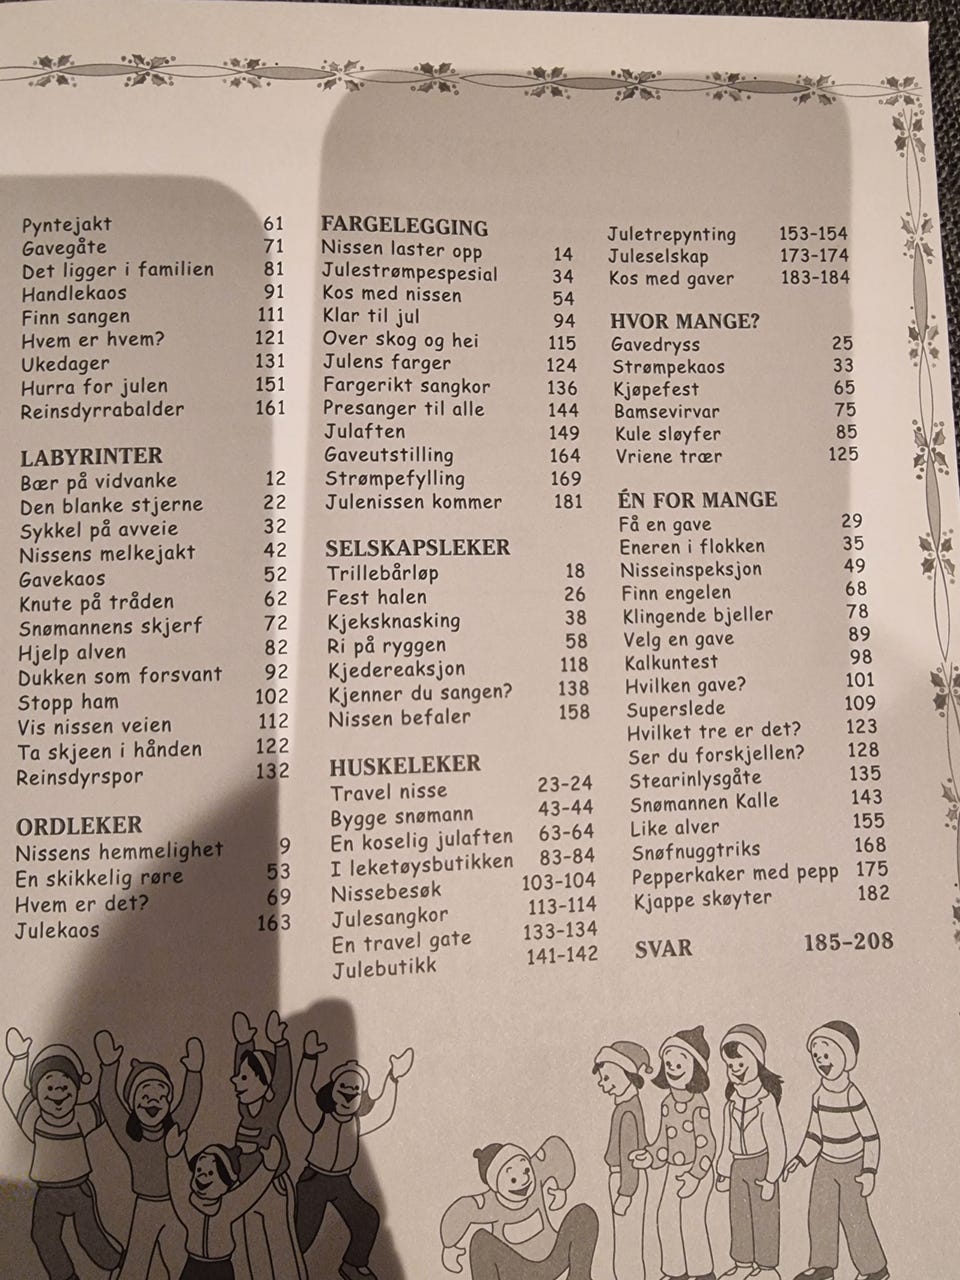 Pyntejakt 61
Gavegåte 71
Det ligger i familien 81
Handlekaos 91
Finn sangen 111
Hvem er hvem? 121
Ukedager 131
Hurra for julen 151
Reinsdyrrabalder 161
LABYRINTER
Bær på vidvanke 12
Den blanke stjerne 22
Sykkel på avveie 32
Nissens melkejakt 42
Gavekaos 52
Knute på tråden 62
Snømannens skjerf 72
Hjelp alven 82
Dukken som forsvant 92
Stopp ham 102
Vis nissen veien 112
Ta skjeen i hånden 122
Reinsdyrspor 132
ORDLEKER
Nissens hemmelighet 9
En skikkelig røre 53
Hvem er det? 69
Julekaos 163
FARGELEGGING
Nissen laster opp 14
Julestrømpespesial 34
Kos med nissen 54
Klar til jul 94
Over skog og hei 115
Julens farger 124
Fargerikt sangkor 136
Presanger til alle 144
Julaften 149
Gaveutstilling 164
Strømpefylling 169
Julenissen kommer 181
SELSKAPSLEKER
Trillebårløp 18
Fest halen 26
Kjeksknasking 38
Ri på ryggen 58
Kjedereaksjon 118
Kjenner du sangen? 138
Nissen befaler 158
HUSKELEKER
Travel nisse 23-24
Bygge snømann 43-44
En koselig julaften 63-64
I leketøysbutikken 83-84
Nissebesøk 103-104
Julesangkor 113-114
En travel gate 133-134
Julebutikk 141-142
Juletrepynting 153-154
Juleselskap 173-174
Kos med gaver 183-184
HVOR MANGE?
Gavedryss 25
Strømpekaos 33
Kjøpefest 65
Bamsevirvar 75
Kule sløyfer 85
Vriene trær 125
ÉN FOR MANGE
Få en gave 29
Eneren i flokken 35
Nisseinspeksjon 49
Finn engelen 68
Klingende bjeller 78
Velg en gave 89
Kalkuntest 98
Hvilken gave? 101
Superslede 109
Hvilket tre er det? 123
Ser du forskjellen? 128
Stearinlysgåte 135
Snømannen Kalle 143
Like alver 155
Snøfnuggtriks 168
Pepperkaker med pepp 175
Kjappe skøyter 182
SVAR 185-208